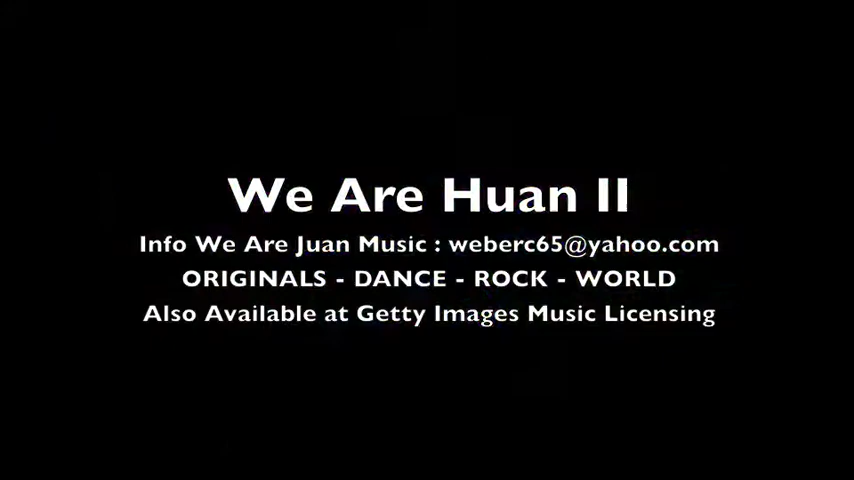 We Are Huan II
Info We Are Juan Music : weberc65@yahoo.com
ORIGINALS - DANCE - ROCK - WORLD
Also Available at Getty Images Music Licensing